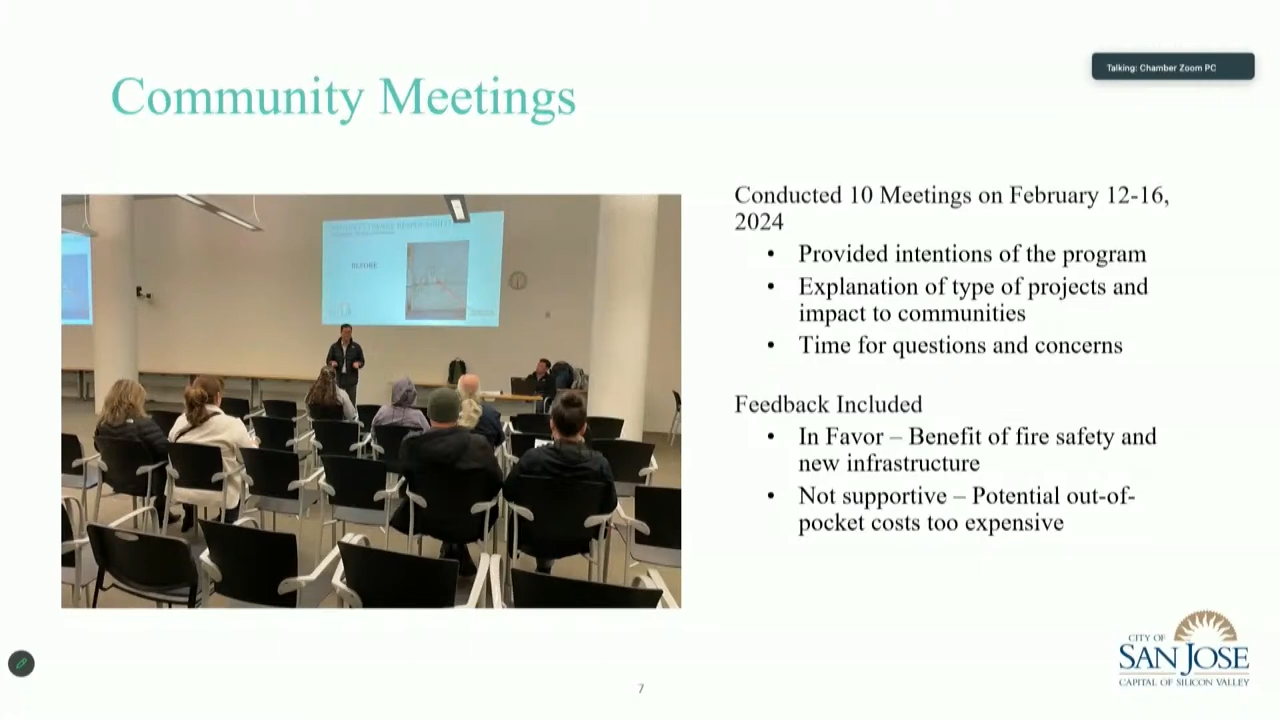 Community Meetings
Talking: Chamber Zoom PC
BEFORE
Conducted 10 Meetings on February 12-16,
2024
• Provided intentions of the program
• Explanation of type of projects and
impact to communities
• Time for questions and concerns
Feedback Included
• In Favor – Benefit of fire safety and
new infrastructure
• Not supportive – Potential out-of-
pocket costs too expensive
CITY OF
SAN JOSE
CAPITAL OF SILICON VALLEY
7